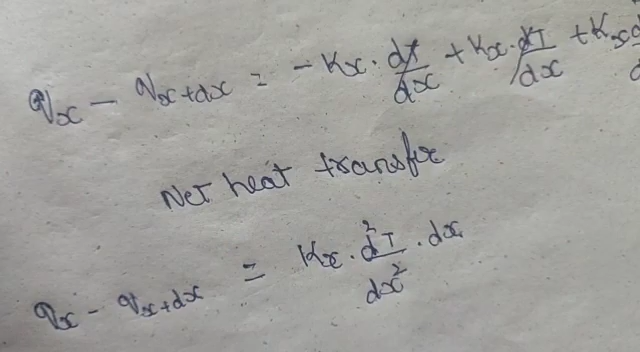 qx - qx+dx = - Kx . dT/dx + Kx . dT/dx + Kx
Net heat transfer
qx - qx+dx = Kx . d²T/dx² . dx